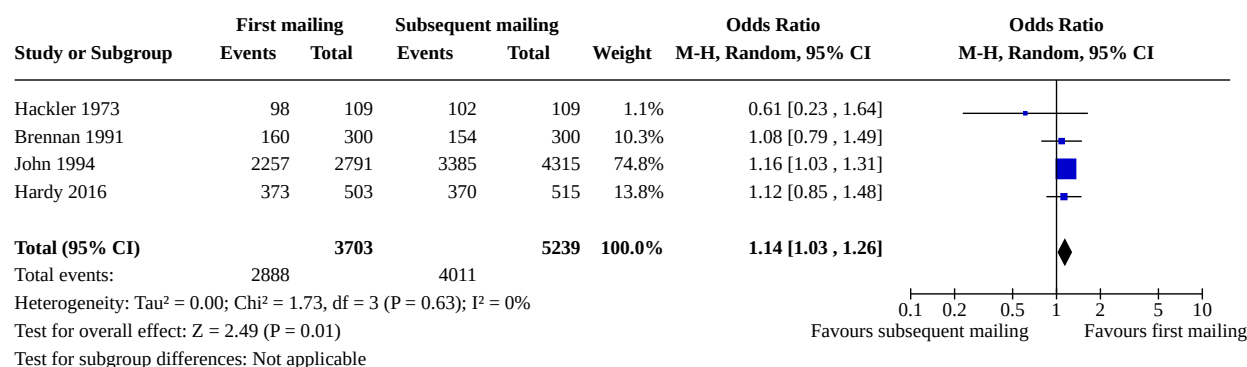 First mailing Subsequent mailing Odds Ratio Odds Ratio
Study or Subgroup Events Total Events Total Weight M-H, Random, 95% CI M-H, Random, 95% CI
Hackler 1973 98 109 102 109 1.1% 0.61 [0.23 , 1.64]
Brennan 1991 160 300 154 300 10.3% 1.08 [0.79 , 1.49]
John 1994 2257 2791 3385 4315 74.8% 1.16 [1.03 , 1.31]
Hardy 2016 373 503 370 515 13.8% 1.12 [0.85 , 1.48]
Total (95% CI) 3703 5239 100.0% 1.14 [1.03 , 1.26]
Total events: 2888 4011
Heterogeneity: Tau² = 0.00; Chi² = 1.73, df = 3 (P = 0.63); I² = 0%
0.1 0.2 0.5 1 2 5 10
Test for overall effect: Z = 2.49 (P = 0.01) Favours subsequent mailing Favours first mailing
Test for subgroup differences: Not applicable